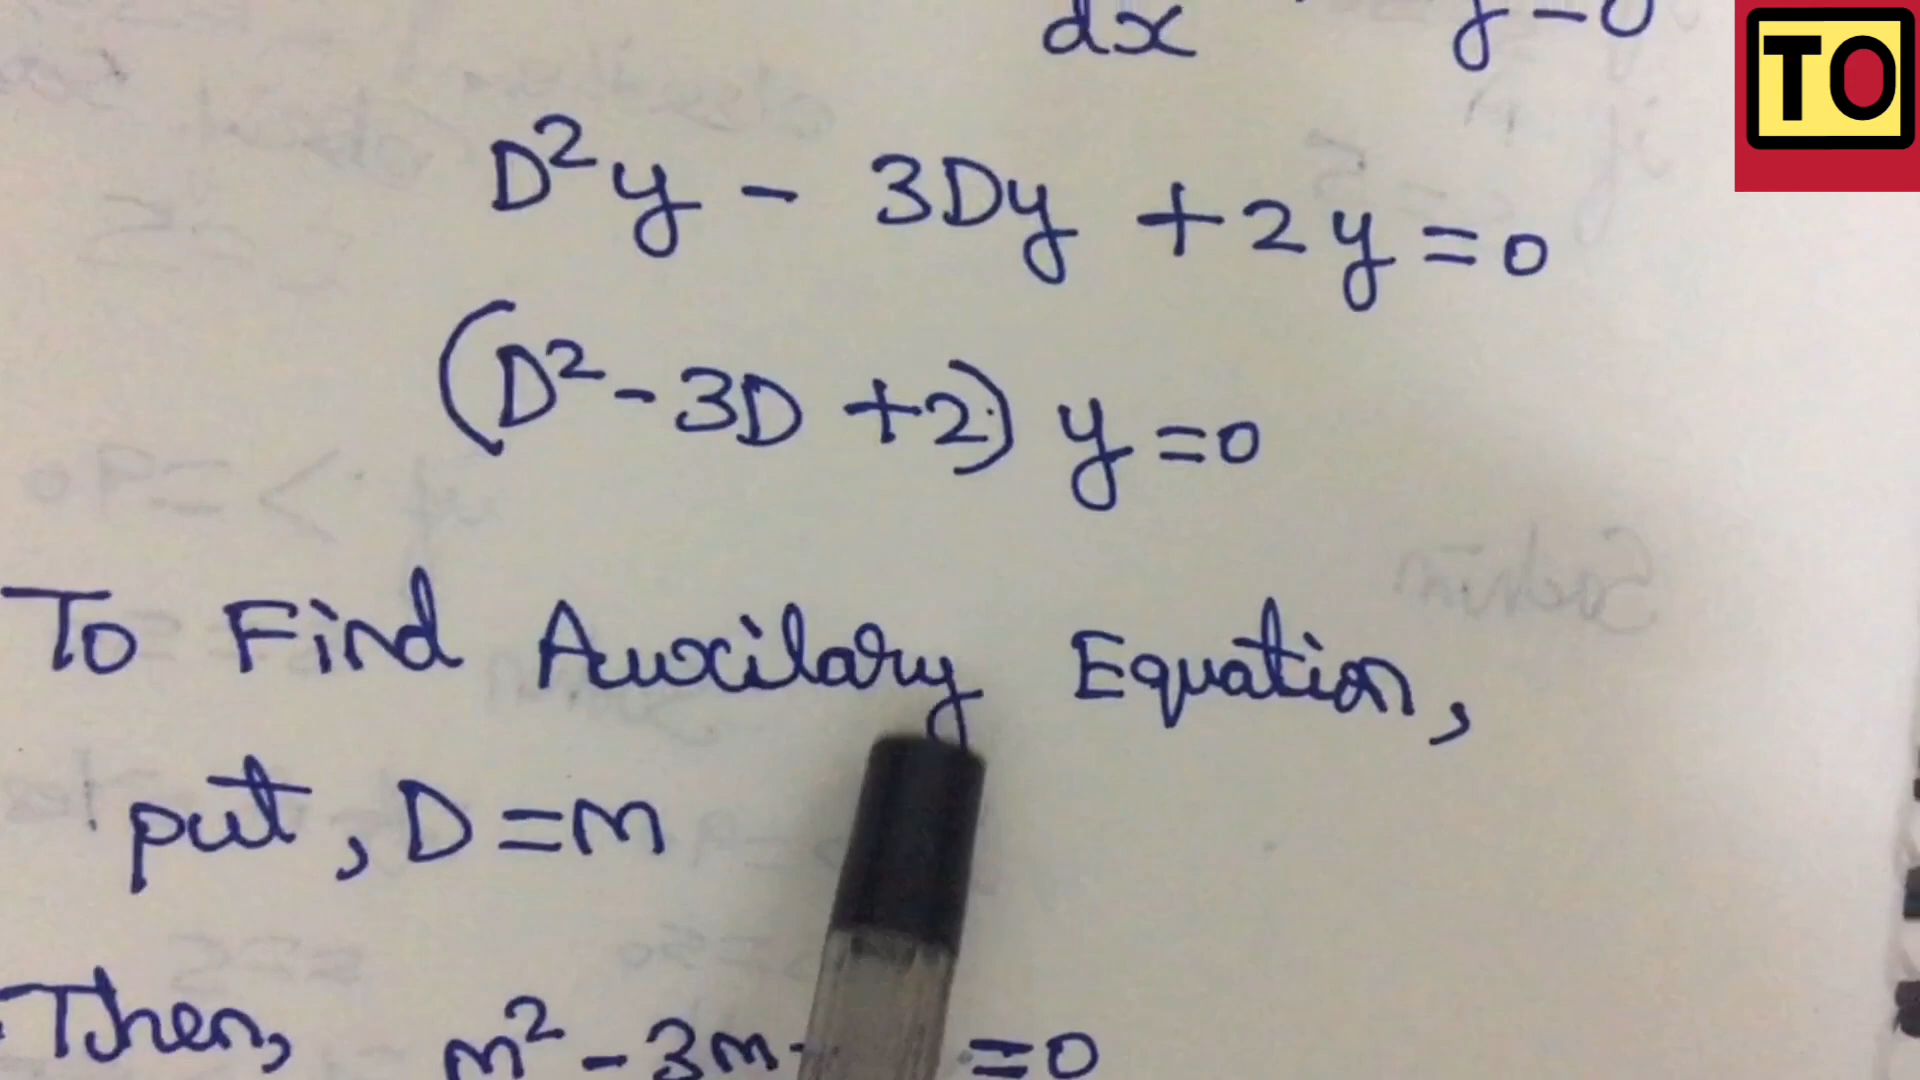 dx y=0
TO
D²y - 3Dy + 2y = 0
(D² - 3D + 2) y = 0
To Find Auxilary Equation,
put, D = m
Then, m² - 3m = 0